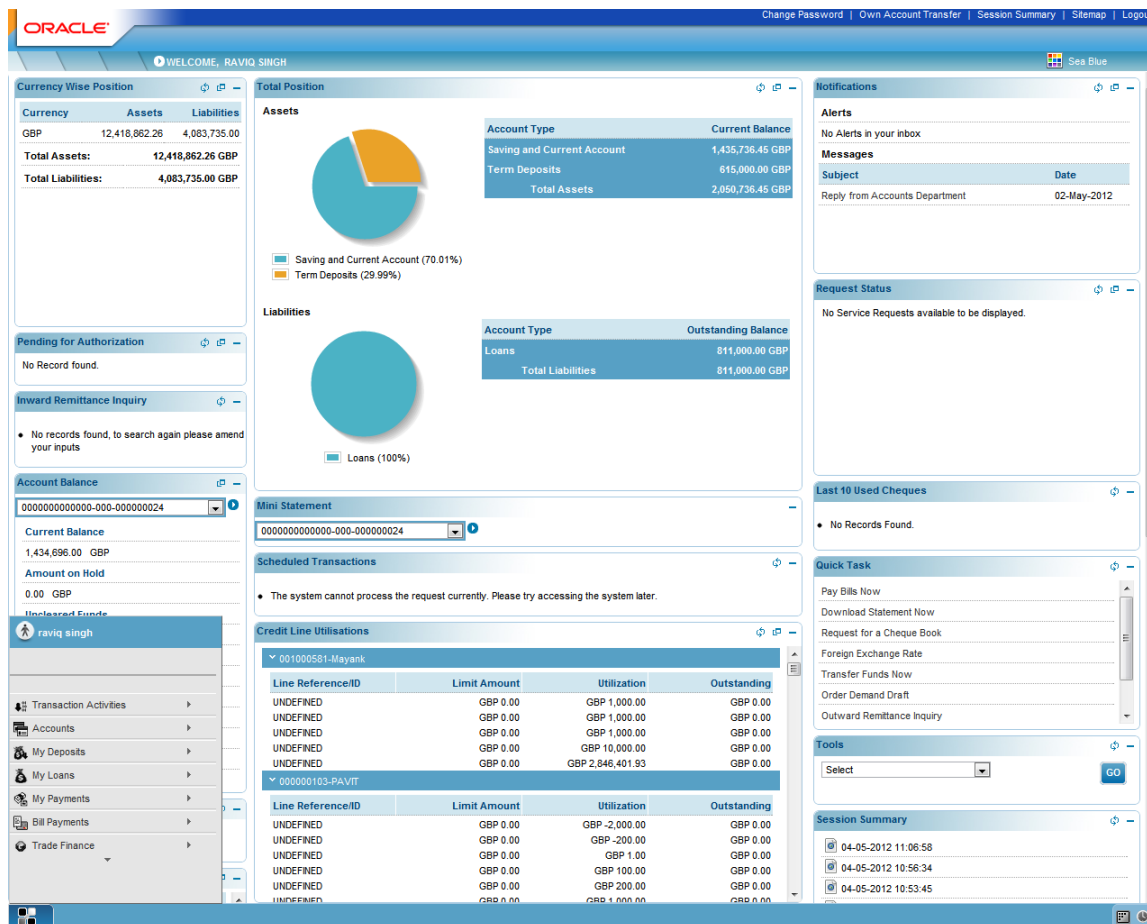 Change Password | Own Account Transfer | Session Summary | Sitemap |
ORACLE
WELCOME, RAVIQ SINGH
Sea Blue
Currency Wise Position
Currency Assets Liabilities
GBP 12,418,862.26 4,083,735.00
Total Assets: 12,418,862.26 GBP
Total Liabilities: 4,083,735.00 GBP
Pending for Authorization
No Record found.
Inward Remittance Inquiry
• No records found, to search again please amend
your inputs
Account Balance
0000000000000-000-000000024
Current Balance
1,434,696.00 GBP
Amount on Hold
0.00 GBP
Uncleared Funds
raviq singh
Transaction Activities
Accounts
My Deposits
My Loans
My Payments
Bill Payments
Trade Finance
Total Position
Assets
Account Type Current Balance
Saving and Current Account 1,435,736.45 GBP
Term Deposits 615,000.00 GBP
Total Assets 2,050,736.45 GBP
Saving and Current Account (70.01%)
Term Deposits (29.99%)
Liabilities
Account Type Outstanding Balance
Loans 811,000.00 GBP
Total Liabilities 811,000.00 GBP
Loans (100%)
Mini Statement
0000000000000-000-000000024
Scheduled Transactions
• The system cannot process the request currently. Please try accessing the system later.
Credit Line Utilisations
001000581-Mayank
Line Reference/ID Limit Amount Utilization Outstanding
UNDEFINED GBP 0.00 GBP 1,000.00 GBP 0.00
UNDEFINED GBP 0.00 GBP 1,000.00 GBP 0.00
UNDEFINED GBP 0.00 GBP 1,000.00 GBP 0.00
UNDEFINED GBP 0.00 GBP 10,000.00 GBP 0.00
UNDEFINED GBP 0.00 GBP 2,846,401.93 GBP 0.00
000000103-PAVIT
Line Reference/ID Limit Amount Utilization Outstanding
UNDEFINED GBP 0.00 GBP -2,000.00 GBP 0.00
UNDEFINED GBP 0.00 GBP -200.00 GBP 0.00
UNDEFINED GBP 0.00 GBP 1.00 GBP 0.00
UNDEFINED GBP 0.00 GBP 100.00 GBP 0.00
UNDEFINED GBP 0.00 GBP 200.00 GBP 0.00
UNDEFINED GBP 0.00 GBP 1,000.00 GBP 0.00
Notifications
Alerts
No Alerts in your inbox
Messages
Subject Date
Reply from Accounts Department 02-May-2012
Request Status
No Service Requests available to be displayed.
Last 10 Used Cheques
• No Records Found.
Quick Task
Pay Bills Now
Download Statement Now
Request for a Cheque Book
Foreign Exchange Rate
Transfer Funds Now
Order Demand Draft
Outward Remittance Inquiry
Tools
Select GO
Session Summary
04-05-2012 11:06:58
04-05-2012 10:56:34
04-05-2012 10:53:45